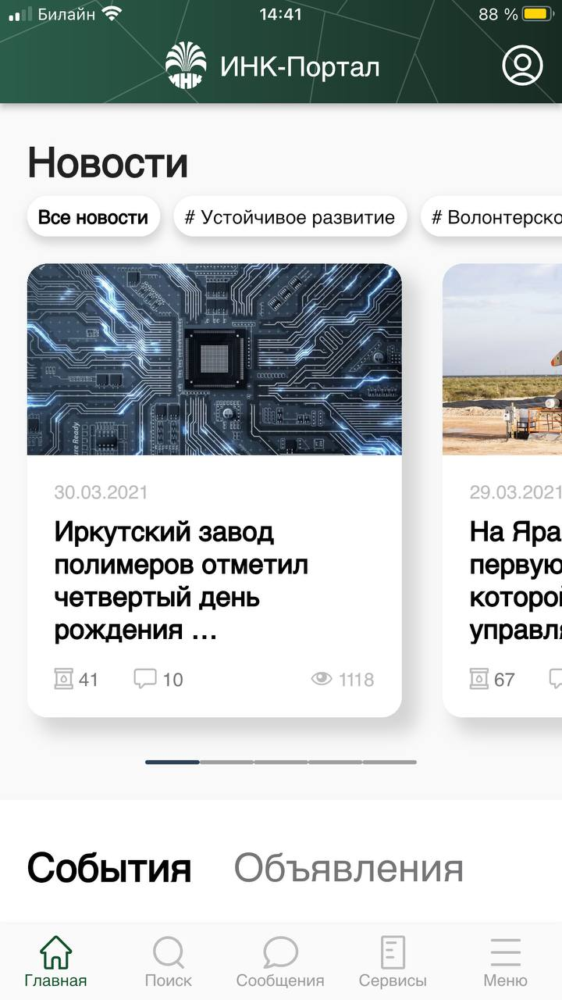 Билайн 14:41 88 %
ИНК ИНК-Портал
Новости
Все новости # Устойчивое развитие # Волонтерско
30.03.2021
Иркутский завод
полимеров отметил
четвертый день
рождения ...
41 10 1118
29.03.2021
На Яра
первую
которой
управля
67
События Объявления
Главная Поиск Сообщения Сервисы Меню